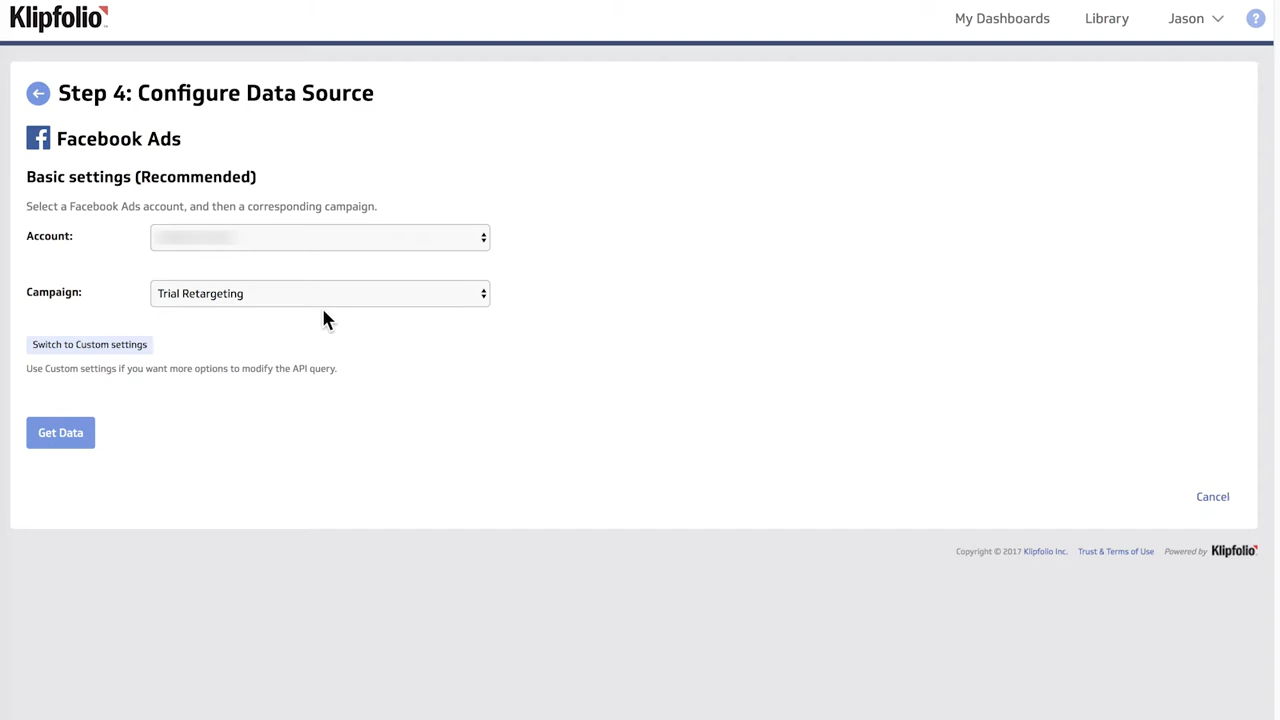 Klipfolio
My Dashboards Library Jason ?
Step 4: Configure Data Source
Facebook Ads
Basic settings (Recommended)
Select a Facebook Ads account, and then a corresponding campaign.
Account:
Campaign: Trial Retargeting
Switch to Custom settings
Use Custom settings if you want more options to modify the API query.
Get Data
Cancel
Copyright © 2017 Klipfolio Inc. Trust & Terms of Use Powered by Klipfolio